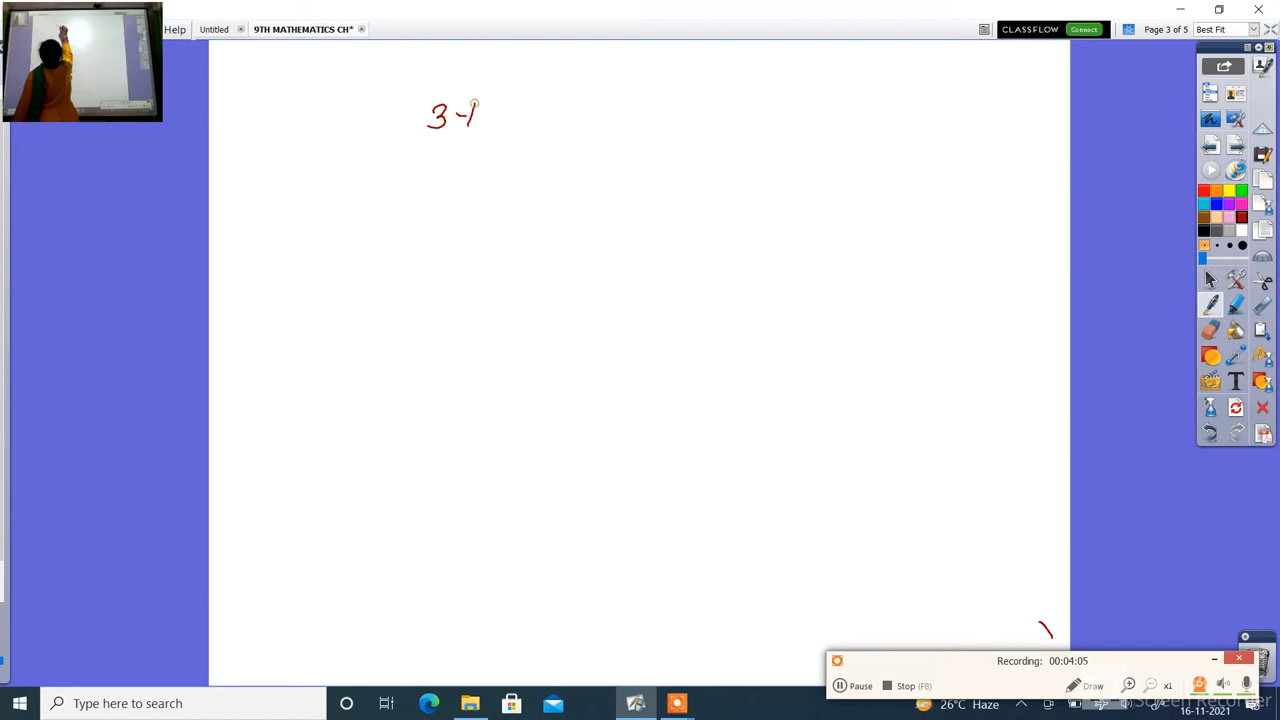 Help
Untitled
9TH MATHEMATICS CH*
CLASSFLOW
Connect
Page 3 of 5
Best Fit
3-1
Recording: 00:04:05
Pause
Stop (F8)
Draw
x1
Type here to search
26°C Haze
16-11-2021